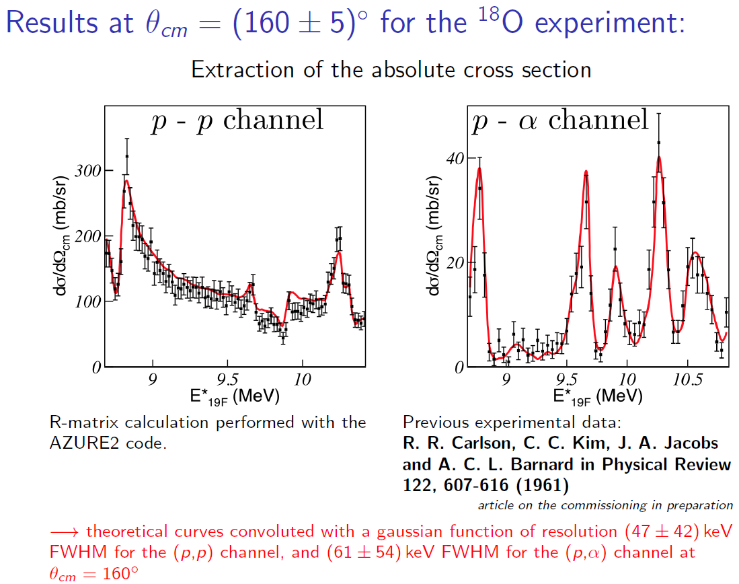 Results at θcm = (160 ± 5)° for the ¹⁸O experiment:
Extraction of the absolute cross section
p - p channel
p - α channel
dσ/dΩcm (mb/sr)
300
200
100
0
9
9.5
10
E*19F (MeV)
dσ/dΩcm (mb/sr)
40
20
0
9
9.5
10
10.5
E*19F (MeV)
R-matrix calculation performed with the
AZURE2 code.
Previous experimental data:
R. R. Carlson, C. C. Kim, J. A. Jacobs
and A. C. L. Barnard in Physical Review
122, 607-616 (1961)
article on the commissioning in preparation
⟶ theoretical curves convoluted with a gaussian function of resolution (47 ± 42) keV
FWHM for the (p,p) channel, and (61 ± 54) keV FWHM for the (p,α) channel at
θcm = 160°